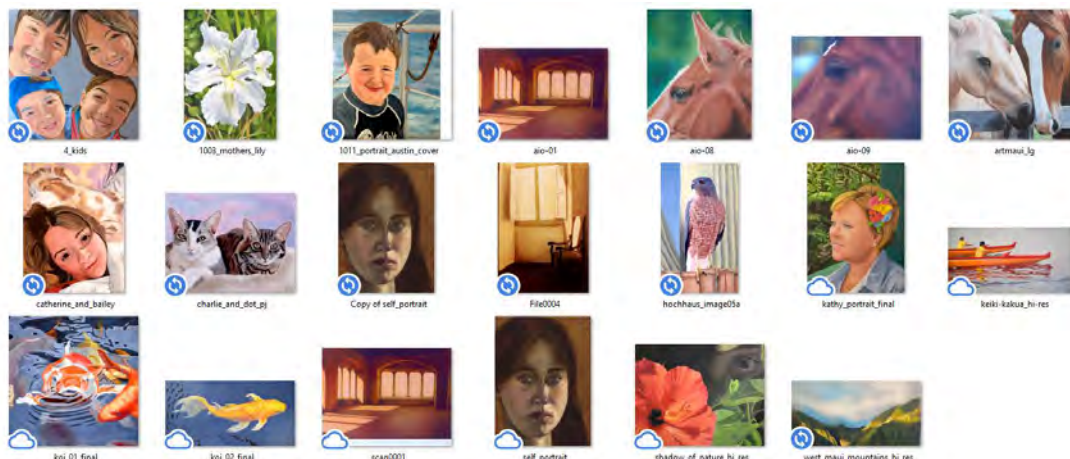 4_kids
1003_mothers_lily
1011_portrait_austin_cover
aio-01
aio-08
aio-09
artmaui_lg
catherine_and_bailey
charlie_and_dot_pj
Copy of self_portrait
File0004
hochhaus_image05a
kathy_portrait_final
keiki-kakua_hi-res
koi_01_final
koi_02_final
scan0001
self_portrait
shadow_of_nature_hi_res
west_maui_mountains_hi_res